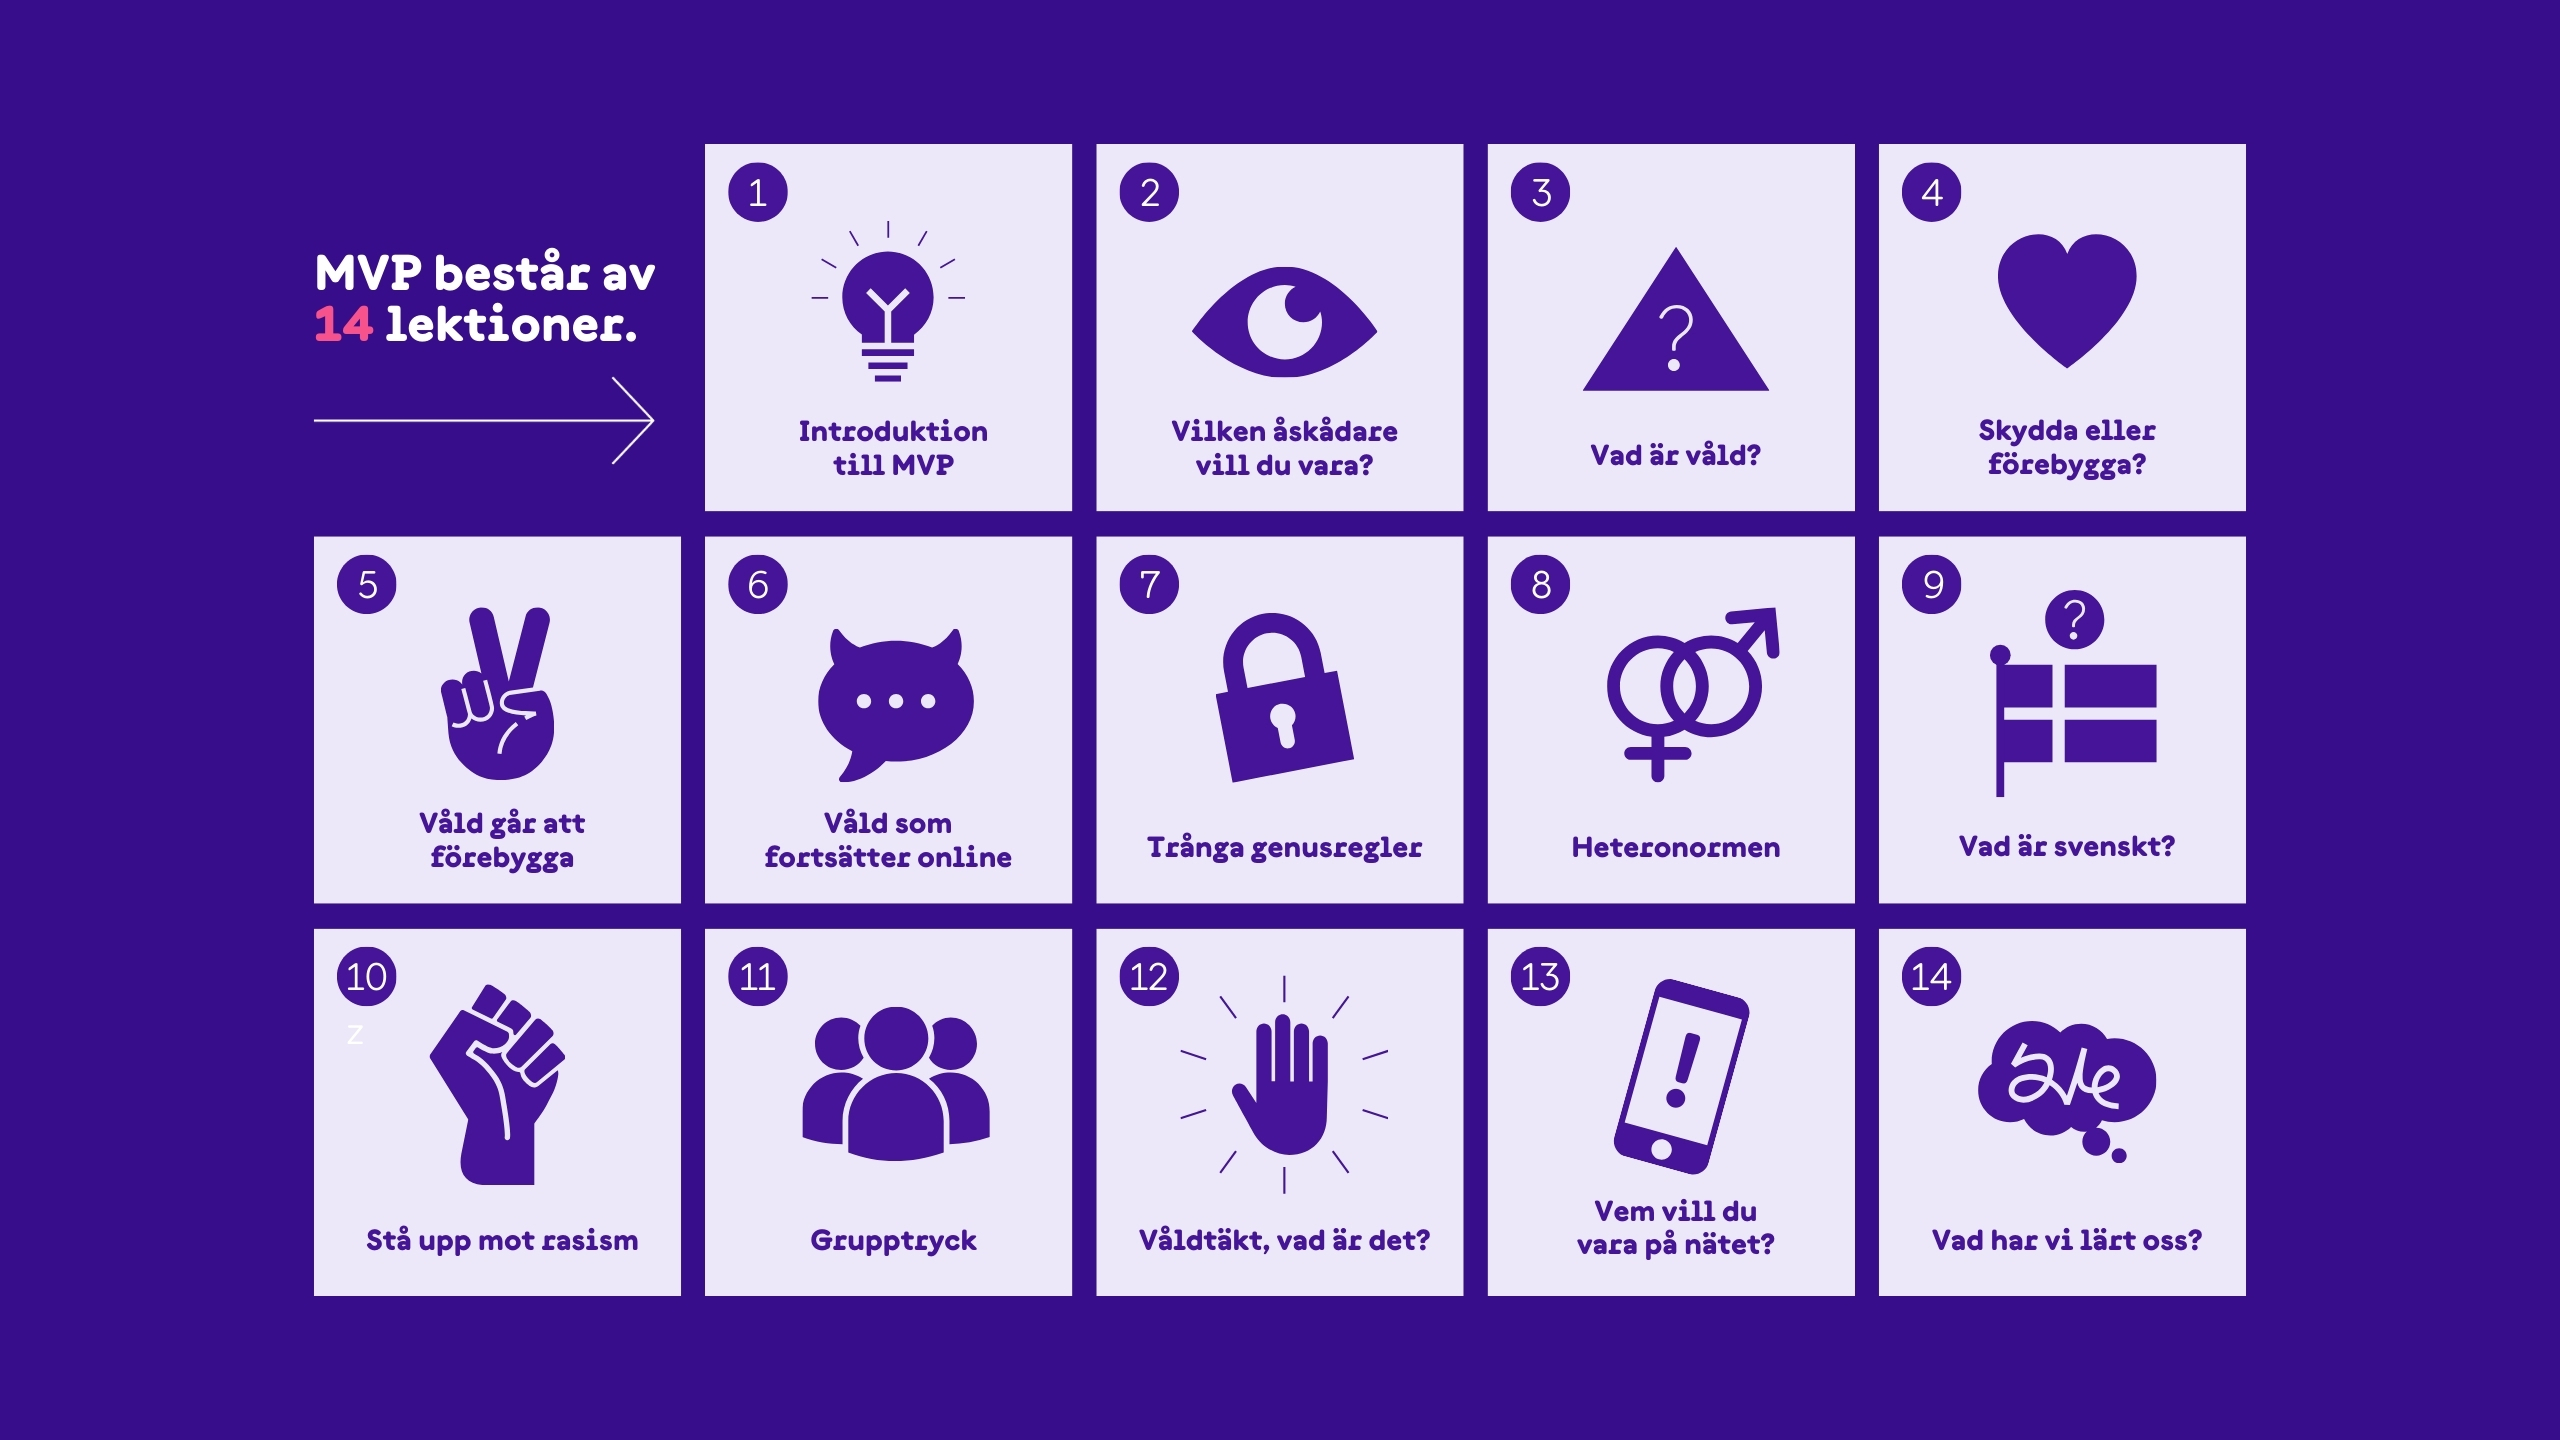 MVP består av
14 lektioner.
1
Introduktion
till MVP
2
Vilken åskådare
vill du vara?
3
?
Vad är våld?
4
Skydda eller
förebygga?
5
Våld går att
förebygga
6
Våld som
fortsätter online
7
Trånga genusregler
8
Heteronormen
9
?
Vad är svenskt?
10
z
Stå upp mot rasism
11
Grupptryck
12
Våldtäkt, vad är det?
13
!
Vem vill du
vara på nätet?
14
Vad har vi lärt oss?